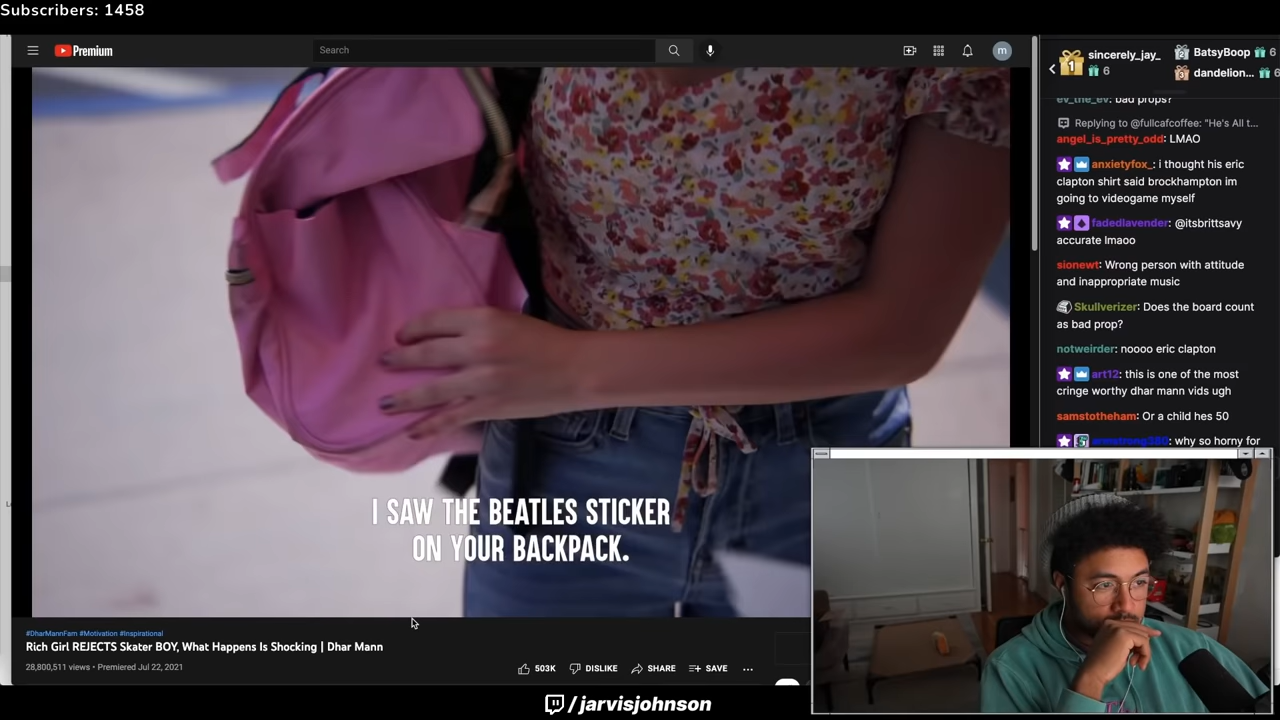 Subscribers: 1458
Premium
Search
m
1
sincerely_jay_
6
2
BatsyBoop
6
3
dandelion...
6
ev_the_ev: bad props?
Replying to @fullcafcoffee: "He's All t...
angel_is_pretty_odd: LMAO
anxietyfox_: i thought his eric
clapton shirt said brockhampton im
going to videogame myself
fadedlavender: @itsbrittsavy
accurate lmaoo
sionewt: Wrong person with attitude
and inappropriate music
Skullverizer: Does the board count
as bad prop?
notweirder: noooo eric clapton
art12: this is one of the most
cringe worthy dhar mann vids ugh
samstotheham: Or a child hes 50
armstrong380: why so horny for
I SAW THE BEATLES STICKER
ON YOUR BACKPACK.
#DharMannFam #Motivation #Inspirational
Rich Girl REJECTS Skater BOY, What Happens Is Shocking | Dhar Mann
28,800,511 views • Premiered Jul 22, 2021
503K
DISLIKE
SHARE
SAVE
...
/jarvisjohnson